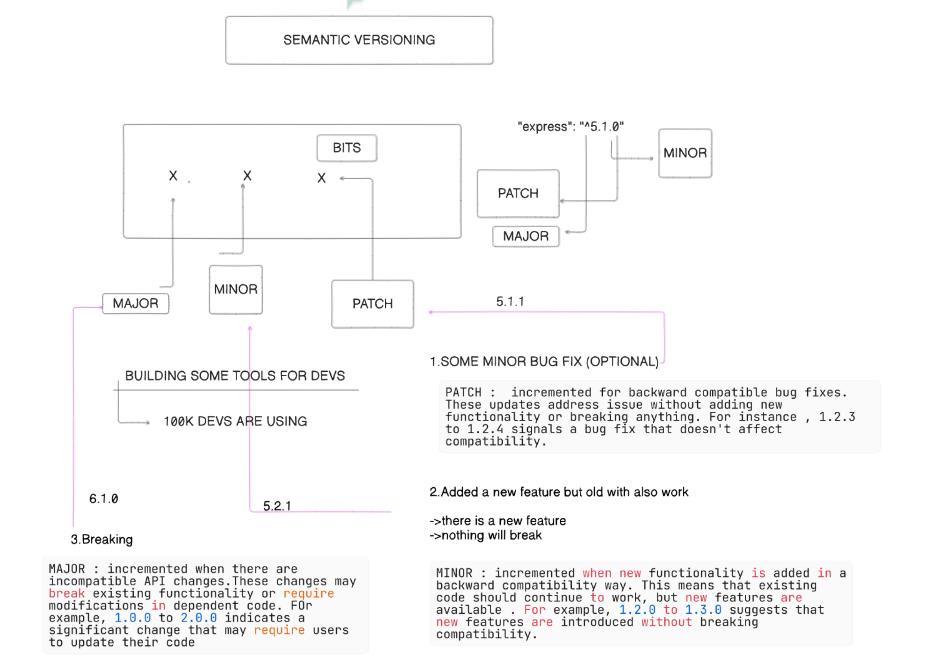 SEMANTIC VERSIONING
"express": "^5.1.0"
BITS
MINOR
X . X X
PATCH
MAJOR
MINOR
MAJOR
PATCH
5.1.1
1.SOME MINOR BUG FIX (OPTIONAL)
BUILDING SOME TOOLS FOR DEVS
PATCH : incremented for backward compatible bug fixes.
These updates address issue without adding new
functionality or breaking anything. For instance , 1.2.3
to 1.2.4 signals a bug fix that doesn't affect
compatibility.
100K DEVS ARE USING
6.1.0
5.2.1
2.Added a new feature but old with also work
->there is a new feature
->nothing will break
3.Breaking
MAJOR : incremented when there are
incompatible API changes.These changes may
break existing functionality or require
modifications in dependent code. FOr
example, 1.0.0 to 2.0.0 indicates a
significant change that may require users
to update their code
MINOR : incremented when new functionality is added in a
backward compatibility way. This means that existing
code should continue to work, but new features are
available . For example, 1.2.0 to 1.3.0 suggests that
new features are introduced without breaking
compatibility.